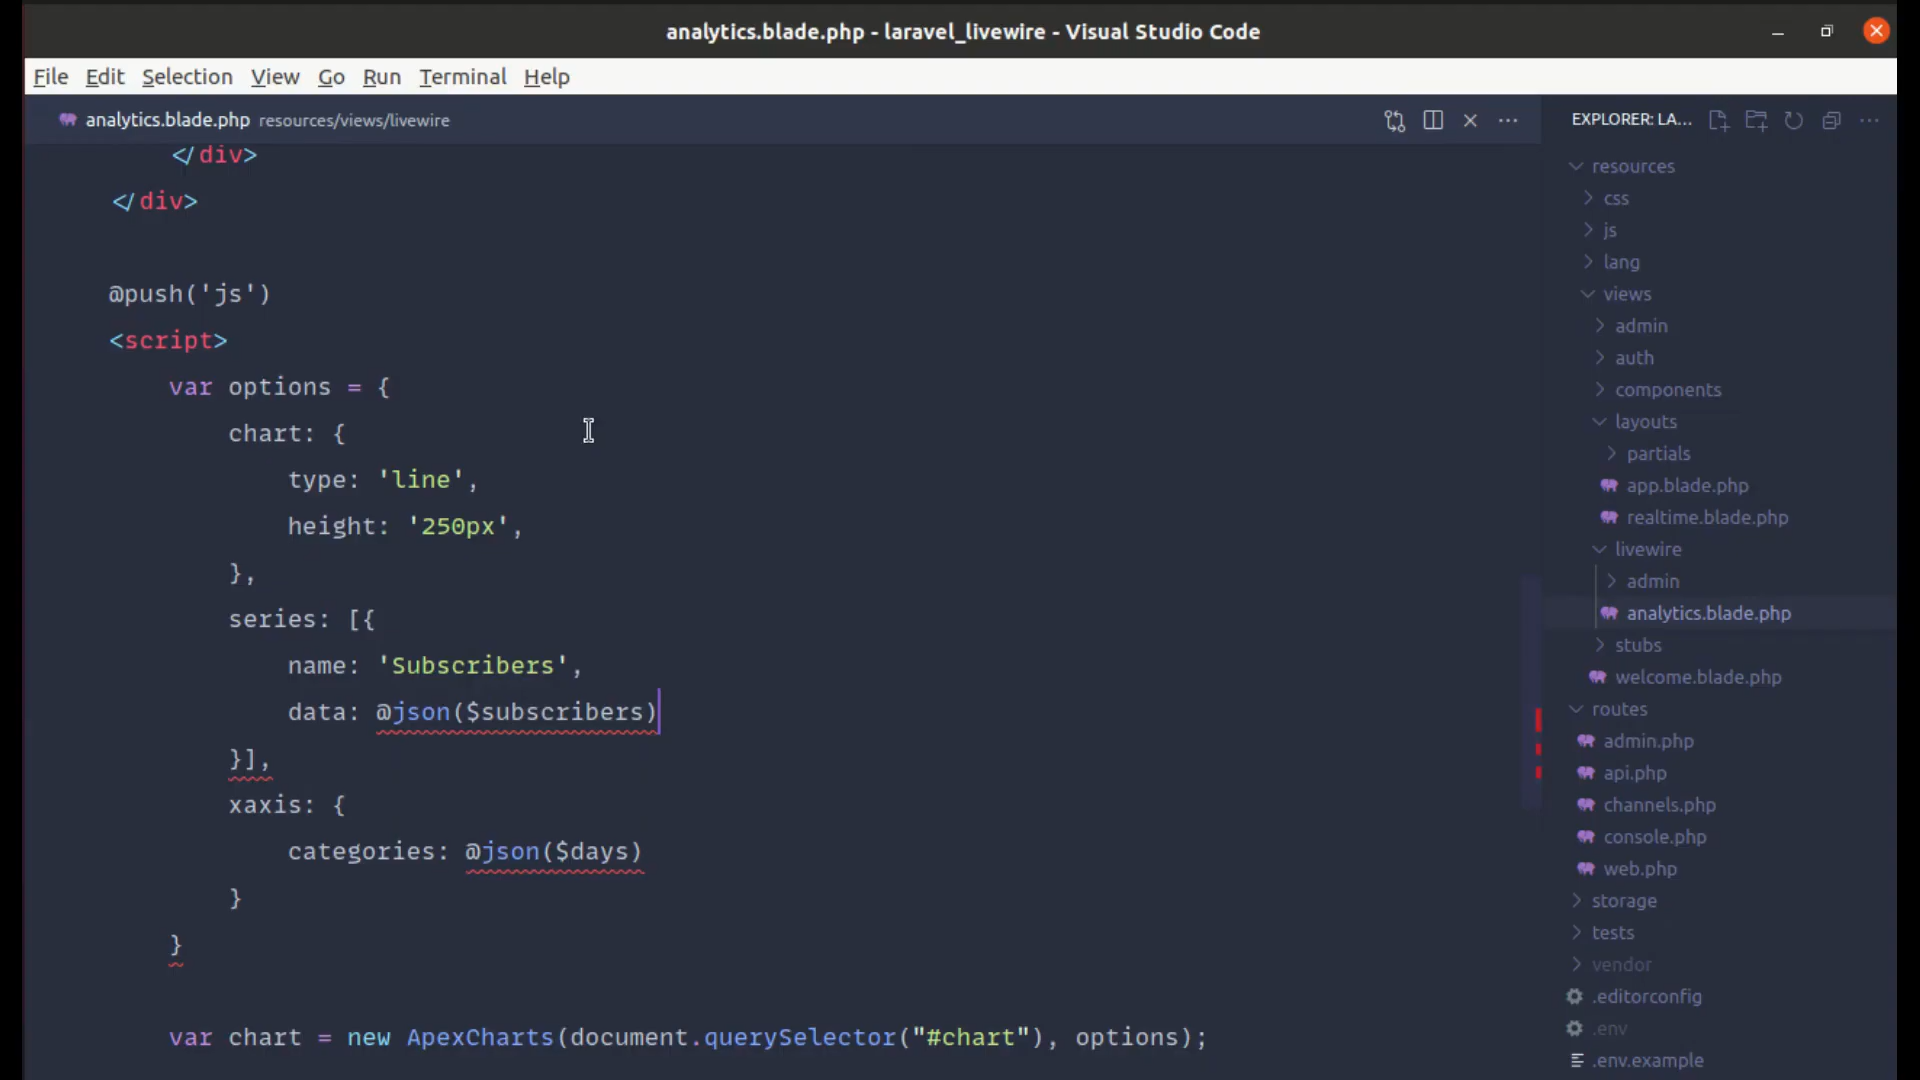 analytics.blade.php - laravel_livewire - Visual Studio Code
File Edit Selection View Go Run Terminal Help
analytics.blade.php resources/views/livewire
</div>
</div>
@push('js')
<script>
var options = {
chart: {
type: 'line',
height: '250px',
},
series: [{
name: 'Subscribers',
data: @json($subscribers)
}],
xaxis: {
categories: @json($days)
}
}
var chart = new ApexCharts(document.querySelector("#chart"), options);
EXPLORER: LA...
resources
css
js
lang
views
admin
auth
components
layouts
partials
app.blade.php
realtime.blade.php
livewire
admin
analytics.blade.php
stubs
welcome.blade.php
routes
admin.php
api.php
channels.php
console.php
web.php
storage
tests
vendor
.editorconfig
.env
.env.example